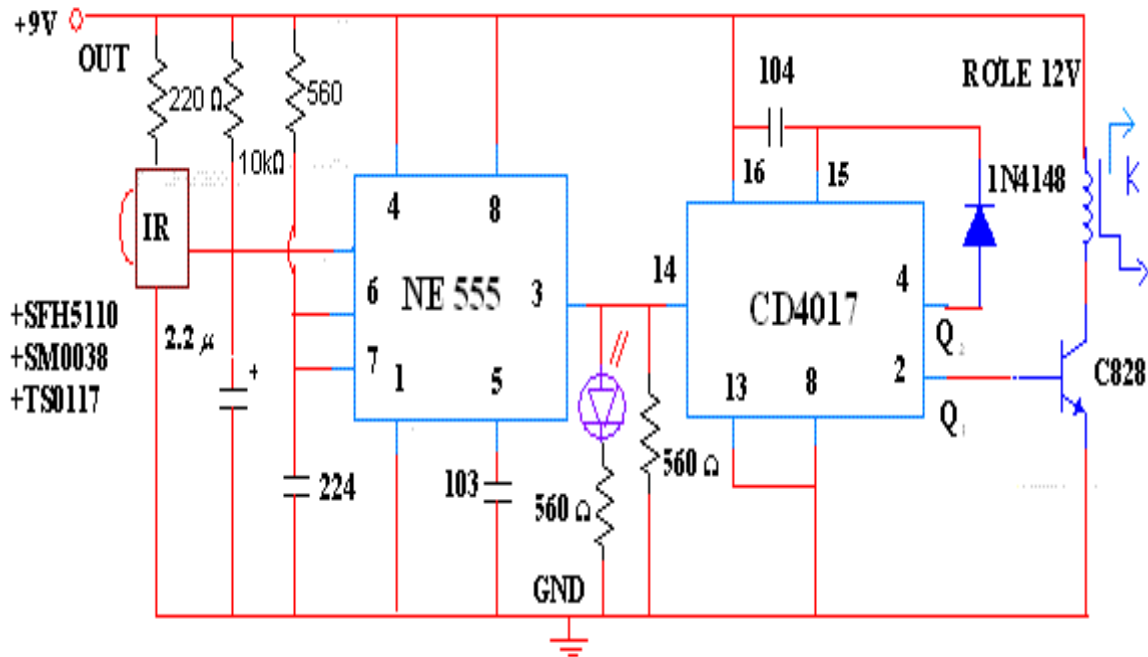 +9V
OUT
220 Ω
10kΩ
560
IR
+SFH5110
+SM0038
+TS0117
2.2 μ
+
224
4
8
6
7
NE 555
3
1
5
103
560 Ω
560 Ω
GND
104
16
15
14
CD4017
4
2
13
8
Q
Q
1N4148
ROLE 12V
K
C828